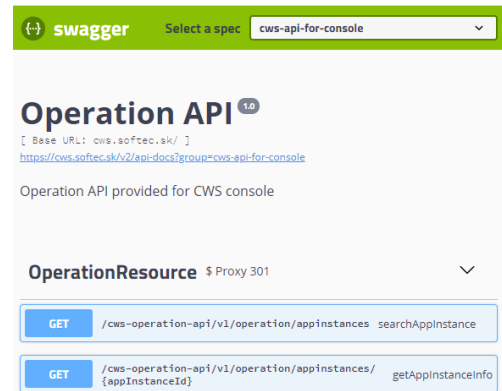 {··} swagger Select a spec cws-api-for-console
Operation API 1.0
[ Base URL: cws.softec.sk/ ]
https://cws.softec.sk/v2/api-docs?group=cws-api-for-console
Operation API provided for CWS console
OperationResource $ Proxy 301
GET /cws-operation-api/v1/operation/appinstances searchAppInstance
GET /cws-operation-api/v1/operation/appinstances/
{appInstanceId} getAppInstanceInfo